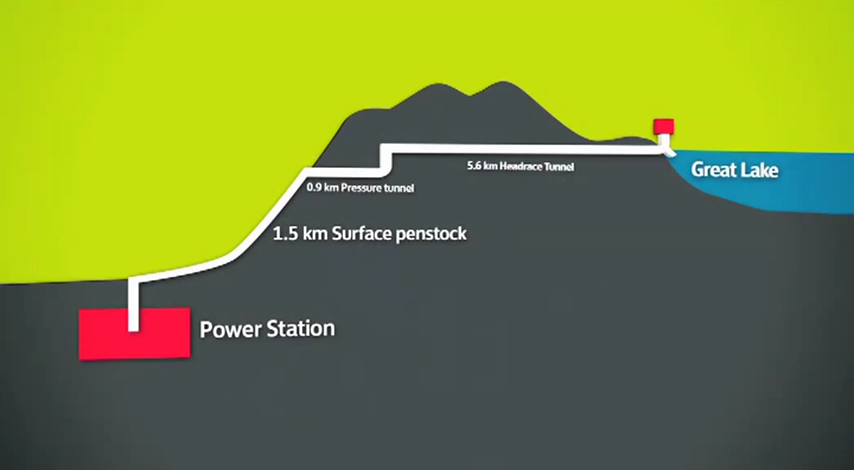 5.6 km Headrace Tunnel
Great Lake
0.9 km Pressure tunnel
1.5 km Surface penstock
Power Station